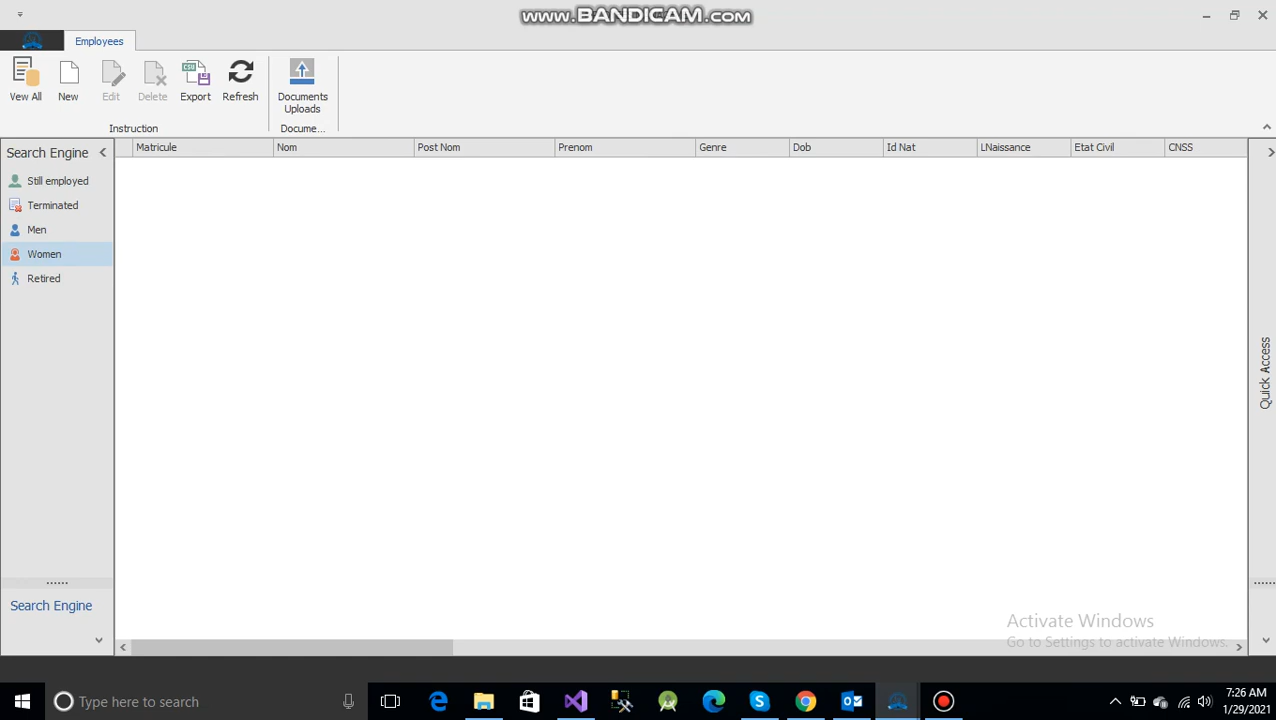 www.BANDICAM.com
Employees
Vew All
New
Edit
Delete
Export
Refresh
Documents
Uploads
CSU
Instruction
Docume...
Search Engine
Matricule
Nom
Post Nom
Prenom
Genre
Dob
Id Nat
LNaissance
Etat Civil
CNSS
Still employed
Terminated
Men
Women
Retired
Quick Access
Search Engine
Activate Windows
Go to Settings to activate Windows.
Type here to search
7:26 AM
1/29/2021